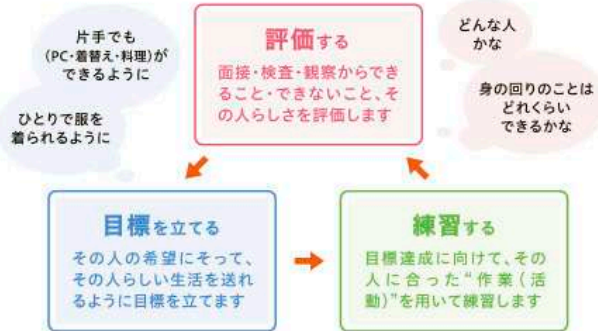 片手でも
(PC・着替え・料理)が
できるように
ひとりで服を
着られるように
評価する
面接・検査・観察からでき
ること・できないこと、そ
の人らしさを評価します
どんな人
かな
身の回りのことは
どれくらい
できるかな
目標を立てる
その人の希望にそって、
その人らしい生活を送れ
るように目標を立てます
練習する
目標達成に向けて、その
人に合った“作業(活
動)”を用いて練習します